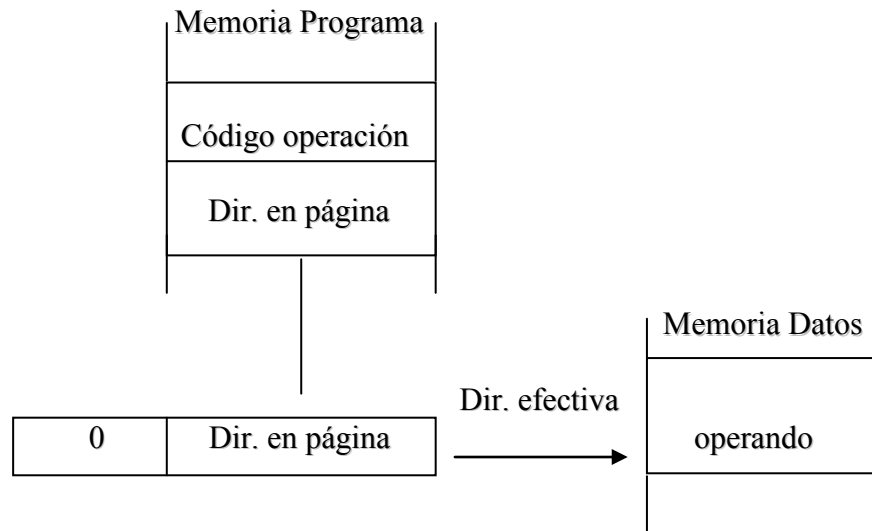 Memoria Programa
Código operación
Dir. en página
Memoria Datos
Dir. efectiva
0
Dir. en página
operando